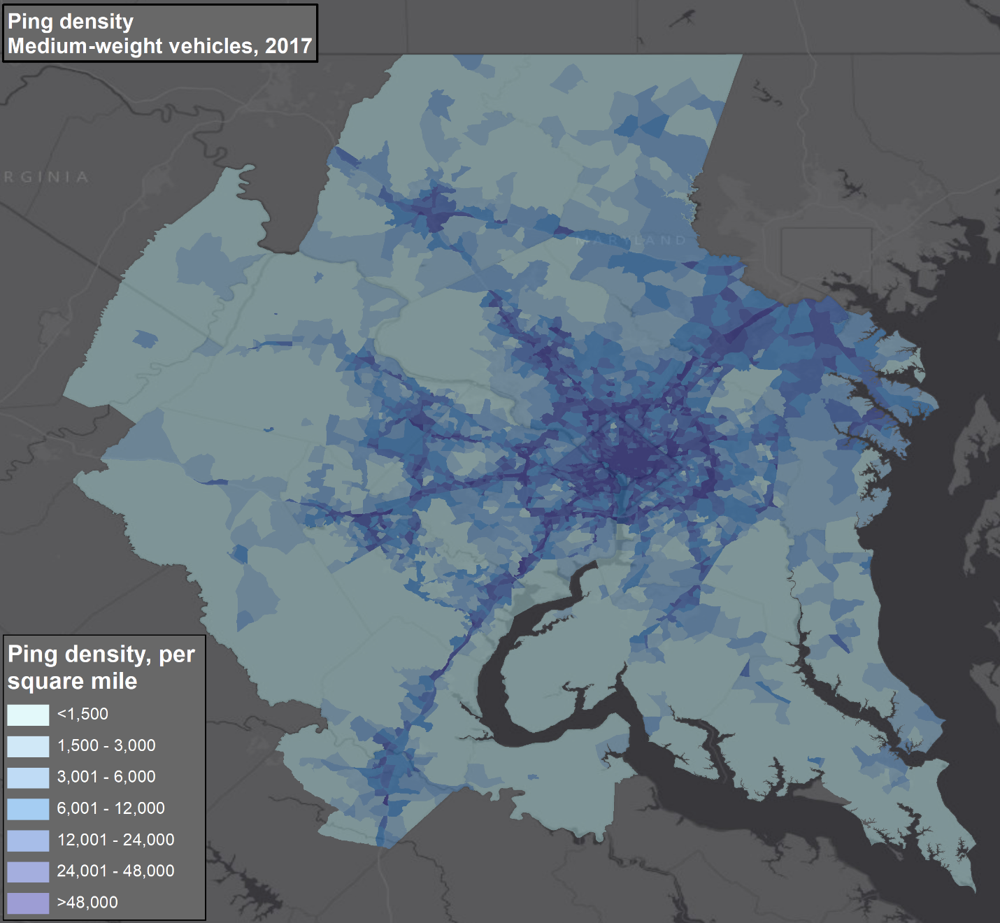 Ping density
Medium-weight vehicles, 2017
RGINIA
MARYLAND
Ping density, per
square mile
<1,500
1,500 - 3,000
3,001 - 6,000
6,001 - 12,000
12,001 - 24,000
24,001 - 48,000
>48,000